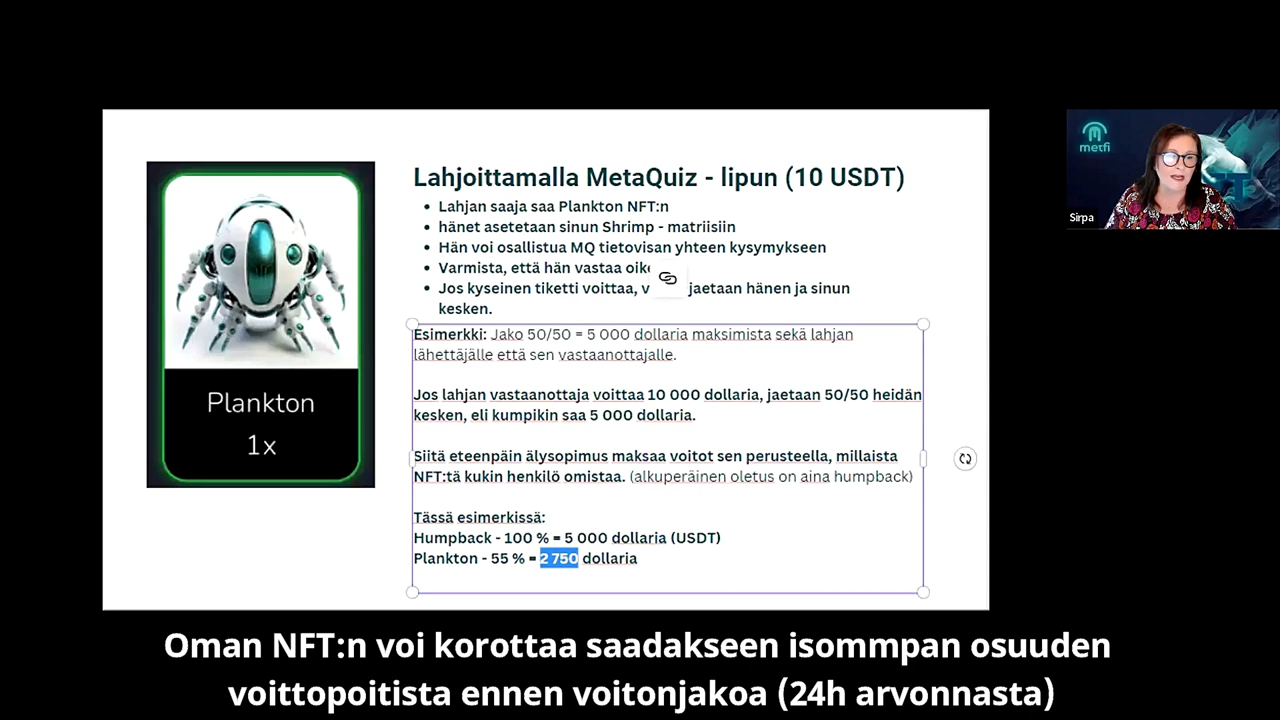 Lahjoittamalla MetaQuiz - lipun (10 USDT)
Lahjan saaja saa Plankton NFT:n
hänet asetetaan sinun Shrimp - matriisiin
Hän voi osallistua MQ tietovisan yhteen kysymykseen
Varmista, että hän vastaa
Jos kyseinen tiketti voittaa, jaetaan hänen ja sinun
kesken.
Esimerkki: Jako 50/50 = 5 000 dollaria maksimista sekä lahjan
lähettäjälle että sen vastaanottajalle.
Jos lahjan vastaanottaja voittaa 10 000 dollaria, jaetaan 50/50 heidän
kesken, eli kumpikin saa 5 000 dollaria.
Siitä eteenpäin älysopimus maksaa voitot sen perusteella, millaista
NFT:tä kukin henkilö omistaa. (alkuperäinen oletus on aina humpback)
Tässä esimerkissä:
Humpback - 100 % = 5 000 dollaria (USDT)
Plankton - 55 % = 2 750 dollaria
Plankton
1x
metfi
Sirpa
Oman NFT:n voi korottaa saadakseen isommpan osuuden
voittopoitista ennen voitonjakoa (24h arvonnasta)